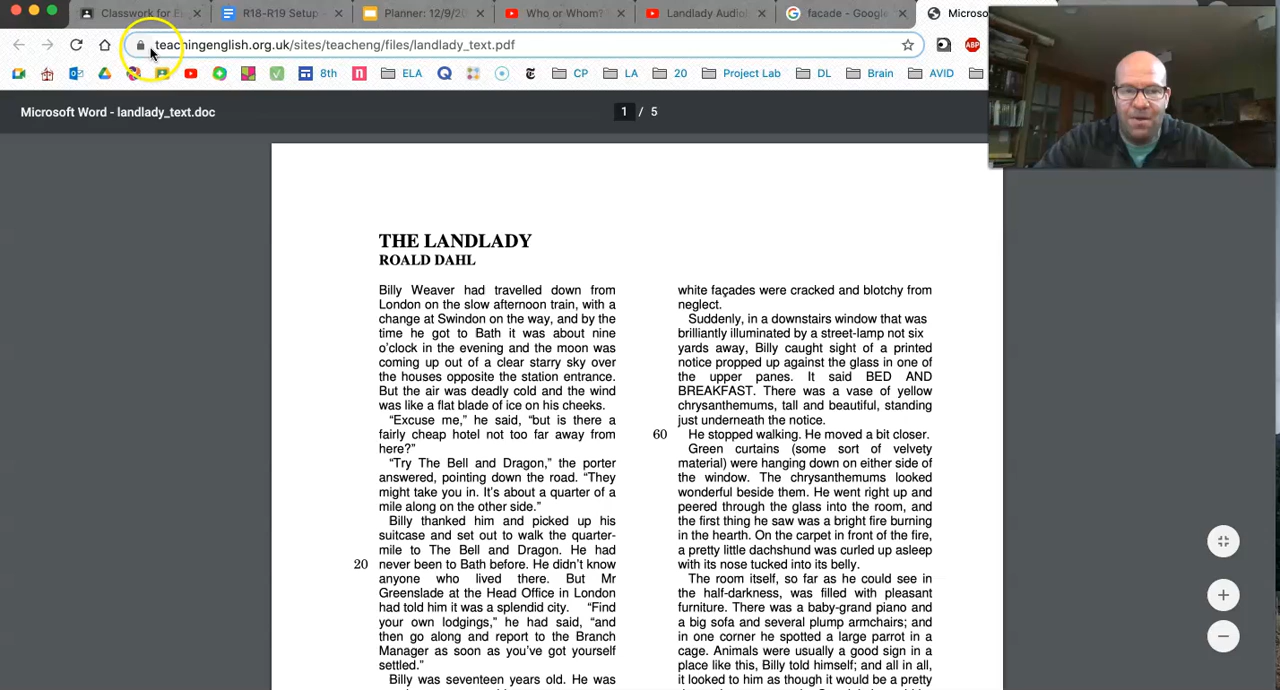 Classwork for E
R18-R19 Setup -
Planner: 12/9/2
Who or Whom?
Landlady Audio
facade - Google
Microso
teachingenglish.org.uk/sites/teacheng/files/landlady_text.pdf
ABP
8th
ELA
CP
LA
20
Project Lab
DL
Brain
AVID
Microsoft Word - landlady_text.doc
1 / 5
THE LANDLADY
ROALD DAHL
Billy Weaver had travelled down from
London on the slow afternoon train, with a
change at Swindon on the way, and by the
time he got to Bath it was about nine
o’clock in the evening and the moon was
coming up out of a clear starry sky over
the houses opposite the station entrance.
But the air was deadly cold and the wind
was like a flat blade of ice on his cheeks.
“Excuse me,” he said, “but is there a
fairly cheap hotel not too far away from
here?”
“Try The Bell and Dragon,” the porter
answered, pointing down the road. “They
might take you in. It’s about a quarter of a
mile along on the other side.”
Billy thanked him and picked up his
suitcase and set out to walk the quarter-
mile to The Bell and Dragon. He had
20 never been to Bath before. He didn’t know
anyone who lived there. But Mr
Greenslade at the Head Office in London
had told him it was a splendid city. “Find
your own lodgings,” he had said, “and
then go along and report to the Branch
Manager as soon as you’ve got yourself
settled.”
Billy was seventeen years old. He was
white façades were cracked and blotchy from
neglect.
Suddenly, in a downstairs window that was
brilliantly illuminated by a street-lamp not six
yards away, Billy caught sight of a printed
notice propped up against the glass in one of
the upper panes. It said BED AND
BREAKFAST. There was a vase of yellow
chrysanthemums, tall and beautiful, standing
just underneath the notice.
60 He stopped walking. He moved a bit closer.
Green curtains (some sort of velvety
material) were hanging down on either side of
the window. The chrysanthemums looked
wonderful beside them. He went right up and
peered through the glass into the room, and
the first thing he saw was a bright fire burning
in the hearth. On the carpet in front of the fire,
a pretty little dachshund was curled up asleep
with its nose tucked into its belly.
The room itself, so far as he could see in
the half-darkness, was filled with pleasant
furniture. There was a baby-grand piano and
a big sofa and several plump armchairs; and
in one corner he spotted a large parrot in a
cage. Animals were usually a good sign in a
place like this, Billy told himself; and all in all,
it looked to him as though it would be a pretty